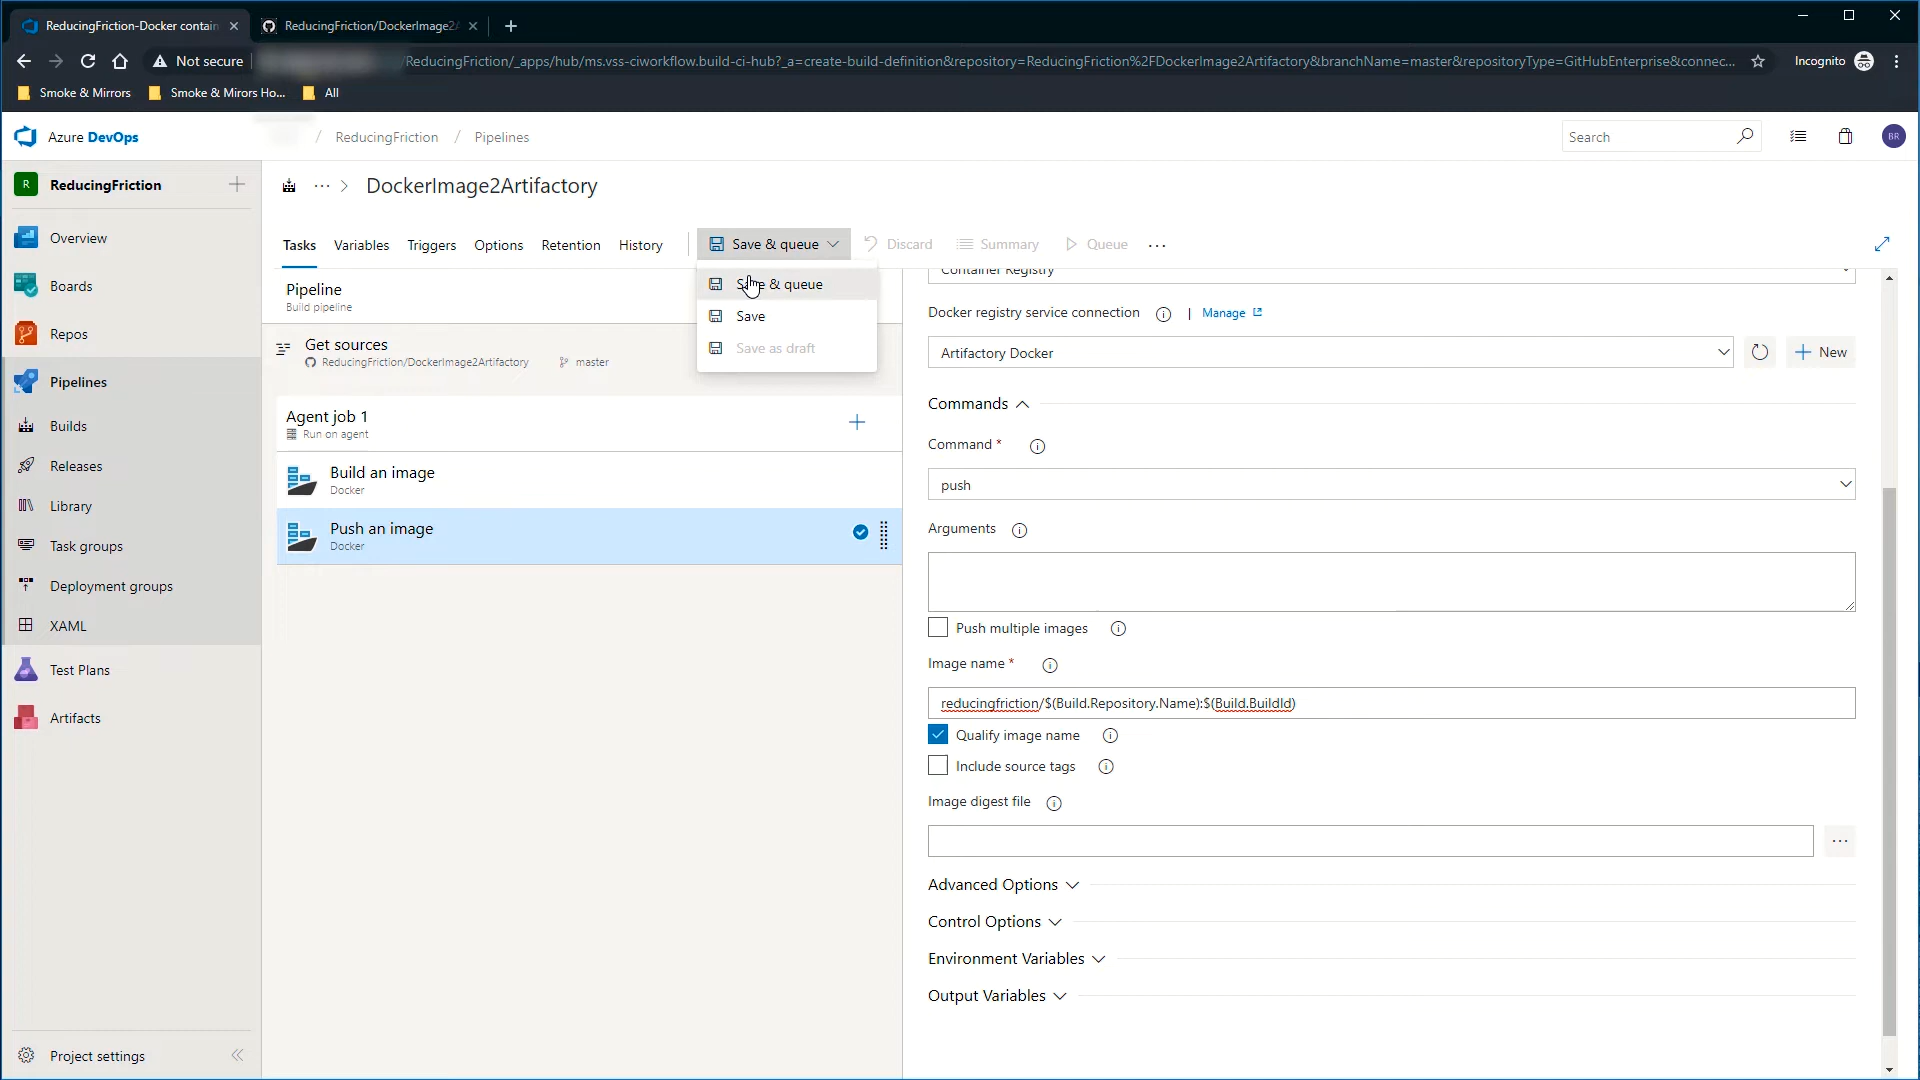 ReducingFriction-Docker contain
ReducingFriction/DockerImage2A
Not secure
/ReducingFriction/_apps/hub/ms.vss-ciworkflow.build-ci-hub?_a=create-build-definition&repository=ReducingFriction%2FDockerImage2Artifactory&branchName=master&repositoryType=GitHubEnterprise&connec...
Incognito
Smoke & Mirrors
Smoke & Mirors Ho...
All
Azure DevOps
/ ReducingFriction / Pipelines
Search
BR
R
ReducingFriction
DockerImage2Artifactory
Overview
Boards
Repos
Pipelines
Builds
Releases
Library
Task groups
Deployment groups
XAML
Test Plans
Artifacts
Project settings
Tasks
Variables
Triggers
Options
Retention
History
Save & queue
Discard
Summary
Queue
Save & queue
Save
Save as draft
Pipeline
Build pipeline
Get sources
ReducingFriction/DockerImage2Artifactory
master
Agent job 1
Run on agent
Build an image
Docker
Push an image
Docker
Container Registry
Docker registry service connection | Manage
Artifactory Docker
New
Commands
Command *
push
Arguments
Push multiple images
Image name *
reducingfriction/$(Build.Repository.Name):$(Build.BuildId)
Qualify image name
Include source tags
Image digest file
Advanced Options
Control Options
Environment Variables
Output Variables